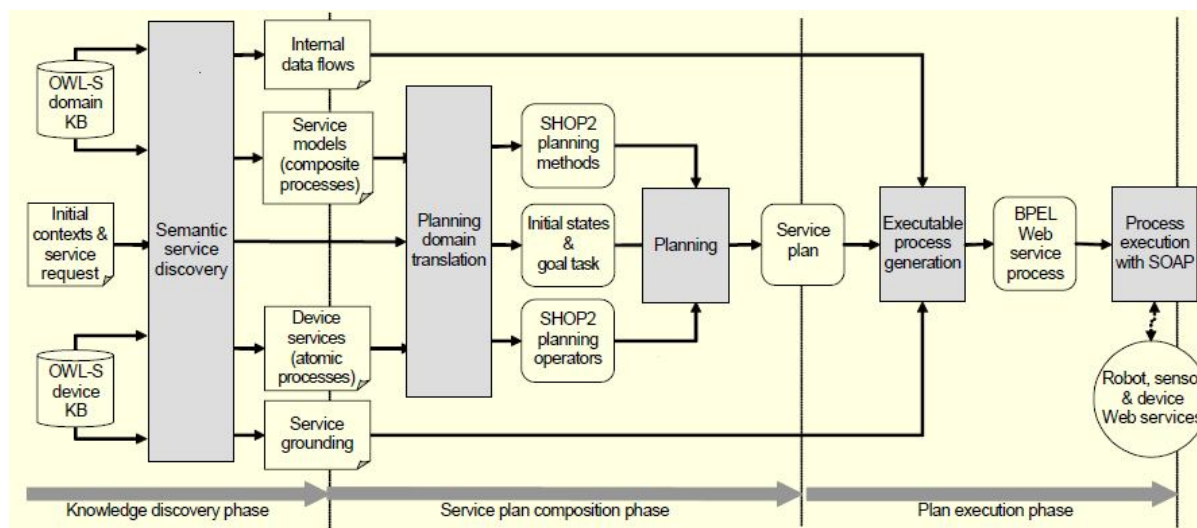 OWL-S
domain
KB
Initial
contexts &
service
request
OWL-S
device
KB
Semantic
service
discovery
Internal
data flows
Service
models
(composite
processes)
Device
services
(atomic
processes)
Service
grounding
Planning
domain
translation
SHOP2
planning
methods
Initial states
&
goal task
SHOP2
planning
operators
Planning
Service
plan
Executable
process
generation
BPEL
Web
service
process
Process
execution
with SOAP
Robot, senso
& device
Web services
Knowledge discovery phase
Service plan composition phase
Plan execution phase